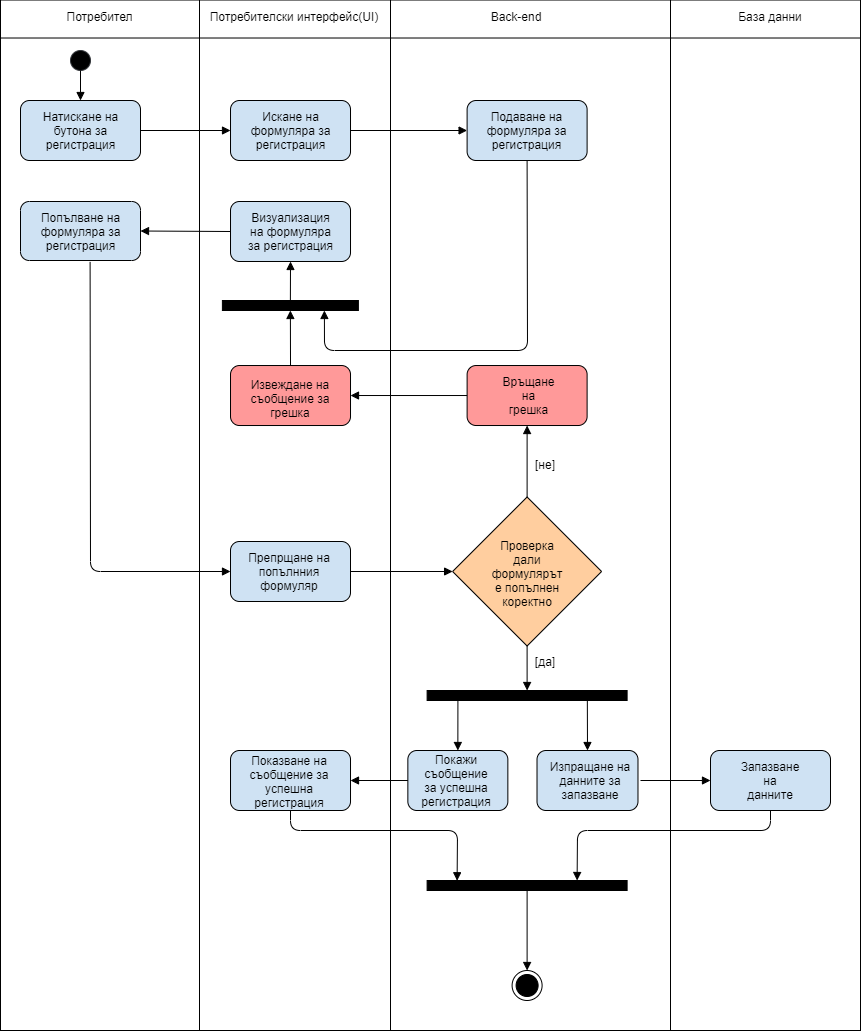 Потребител
Потребителски интерфейс(UI)
Back-end
База данни
Натискане на
бутона за
регистрация
Искане на
формуляра за
регистрация
Подаване на
формуляра за
регистрация
Попълване на
формуляра за
регистрация
Визуализация
на формуляра
за регистрация
Извеждане на
съобщение за
грешка
Връщане
на
грешка
[не]
Препрщане на
попълнния
формуляр
Проверка
дали
формулярът
е попълнен
коректно
[да]
Показване на
съобщение за
успешна
регистрация
Покажи
съобщение
за успешна
регистрация
Изпращане на
данните за
запазване
Запазване
на
данните